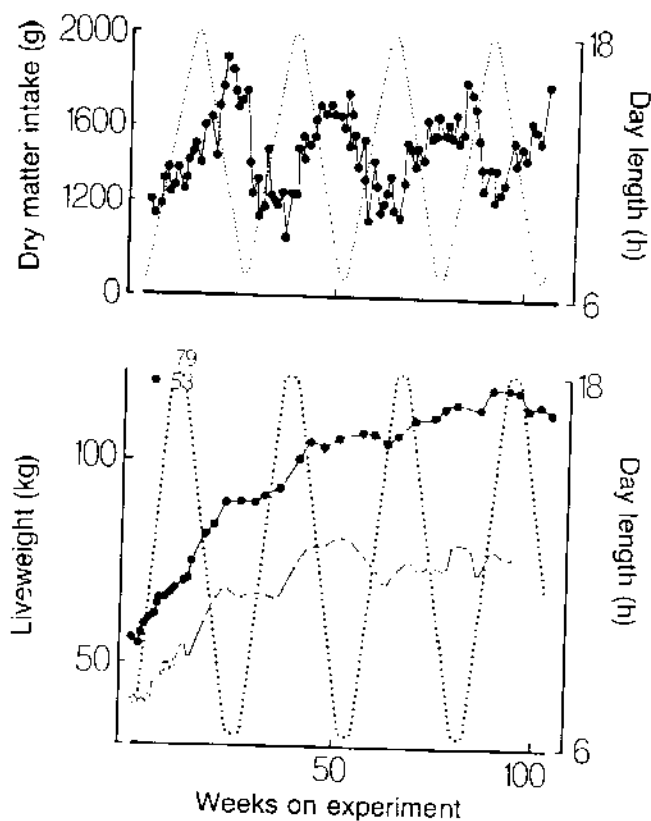 2000
1600
1200
0
Dry matter intake (g)
18
6
Day length (h)
79
53
100
50
Liveweight (kg)
18
6
Day length (h)
50
100
Weeks on experiment